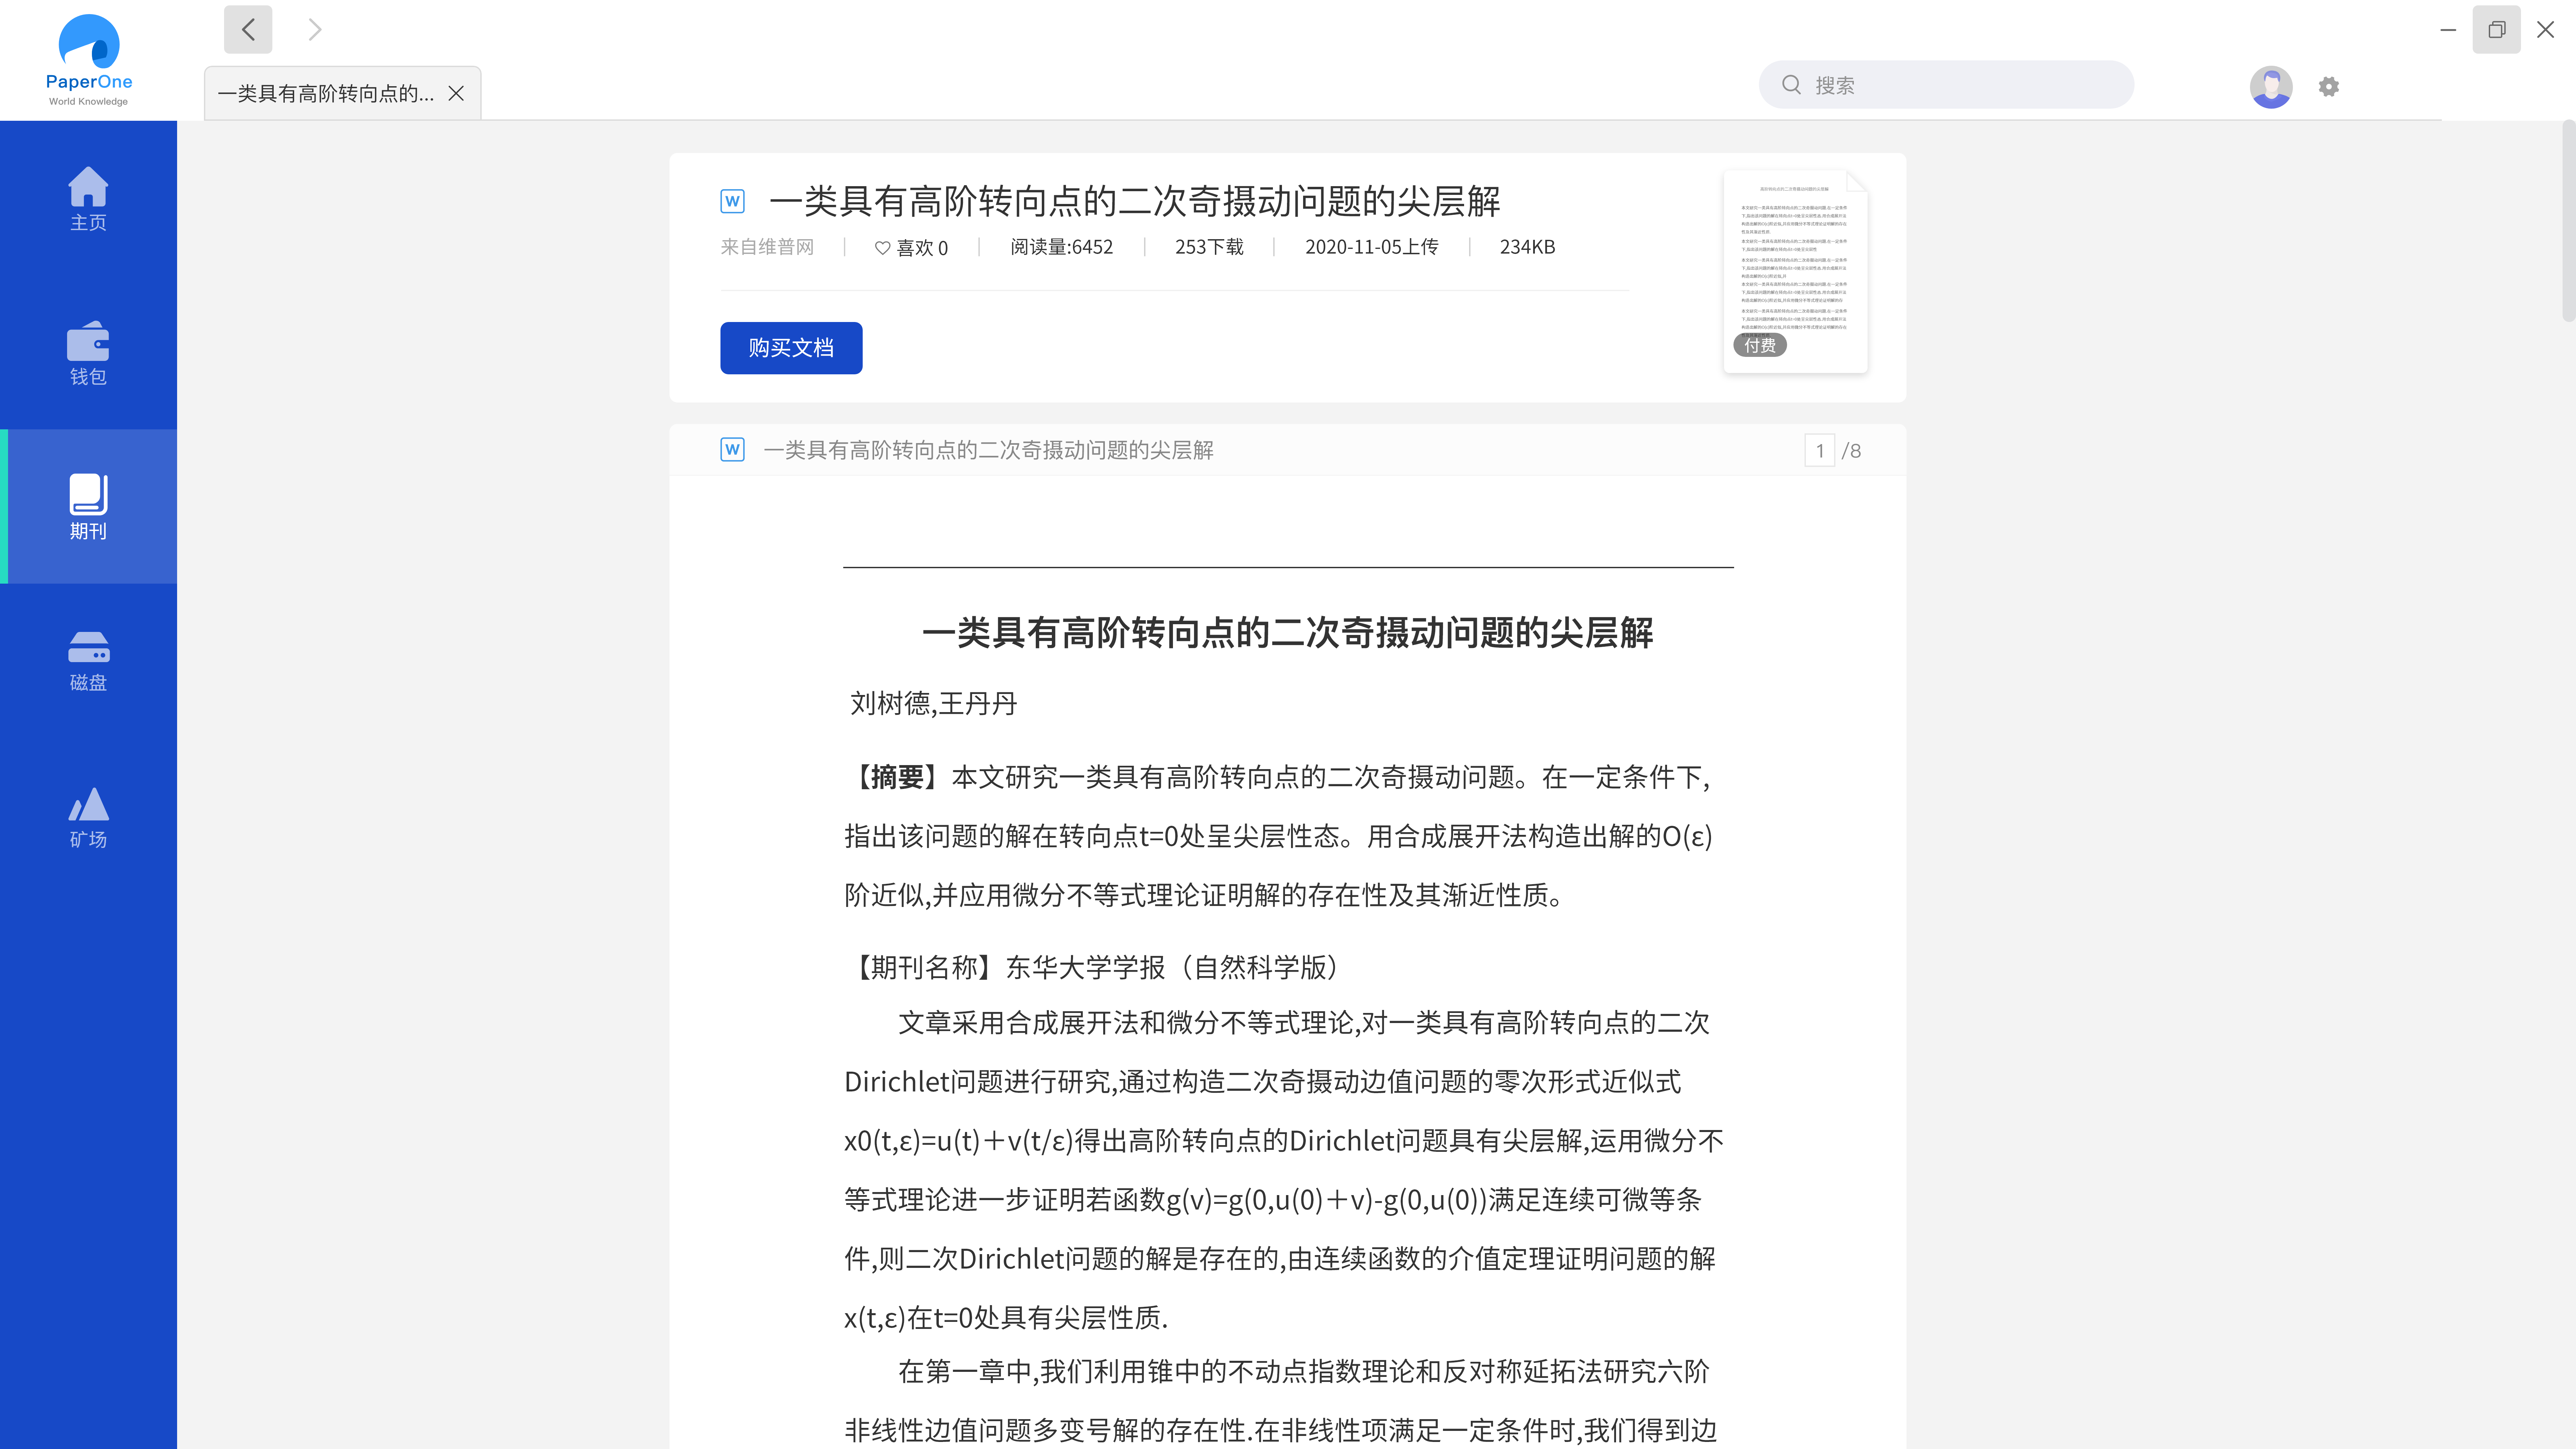 PaperOne
World Knowledge
一类具有高阶转向点的...
搜索
主页
钱包
期刊
磁盘
矿场
一类具有高阶转向点的二次奇摄动问题的尖层解
来自维普网
喜欢 0
阅读量:6452
253下载
2020-11-05上传
234KB
购买文档
付费
一类具有高阶转向点的二次奇摄动问题的尖层解
1 /8
一类具有高阶转向点的二次奇摄动问题的尖层解
刘树德,王丹丹
【摘要】本文研究一类具有高阶转向点的二次奇摄动问题。在一定条件下,
指出该问题的解在转向点t=0处呈尖层性态。用合成展开法构造出解的O(ε)
阶近似,并应用微分不等式理论证明解的存在性及其渐近性质。
【期刊名称】东华大学学报（自然科学版）
文章采用合成展开法和微分不等式理论,对一类具有高阶转向点的二次
Dirichlet问题进行研究,通过构造二次奇摄动边值问题的零次形式近似式
x0(t,ε)=u(t)＋v(t/ε)得出高阶转向点的Dirichlet问题具有尖层解,运用微分不
等式理论进一步证明若函数g(v)=g(0,u(0)＋v)-g(0,u(0))满足连续可微等条
件,则二次Dirichlet问题的解是存在的,由连续函数的介值定理证明问题的解
x(t,ε)在t=0处具有尖层性质.
在第一章中,我们利用锥中的不动点指数理论和反对称延拓法研究六阶
非线性边值问题多变号解的存在性.在非线性项满足一定条件时,我们得到边